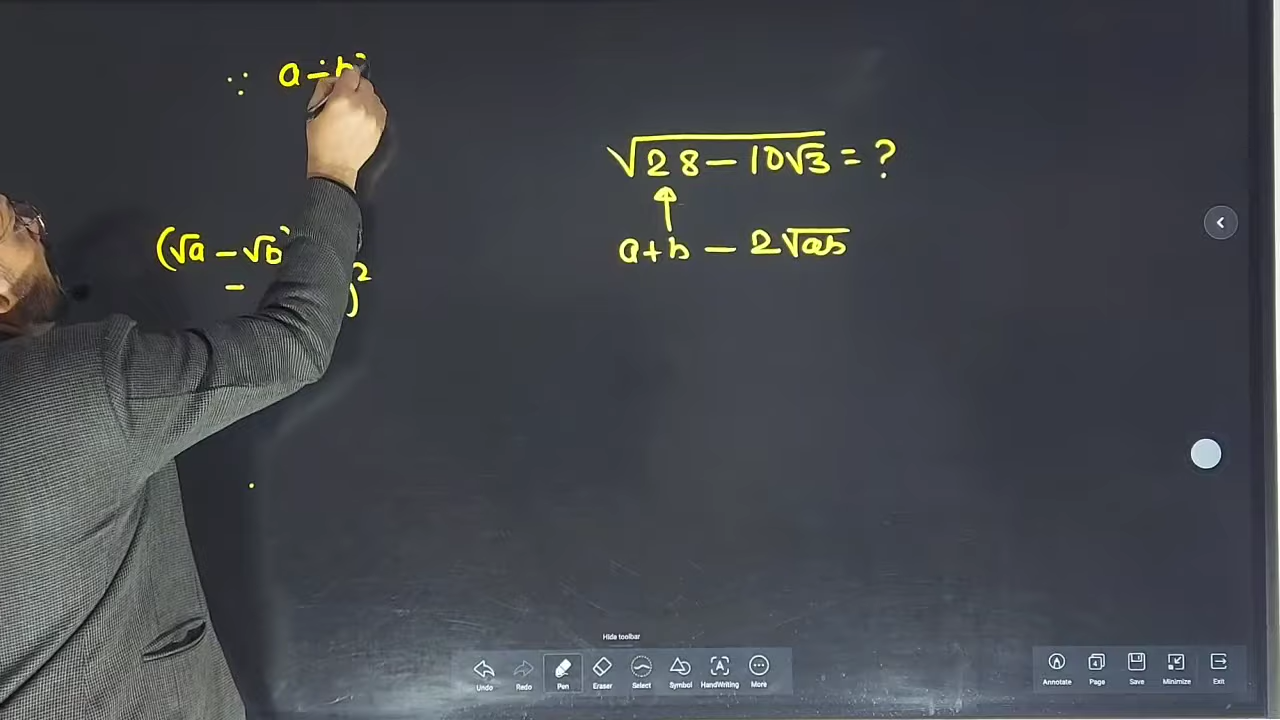 ∵ a - b
√28 - 10√3 = ?
a + b - 2√ab
(√a - √b)
- )²
Hide toolbar
Undo Redo Pen Eraser Select Symbol HandWriting More
Annotate Page Save Minimize Exit